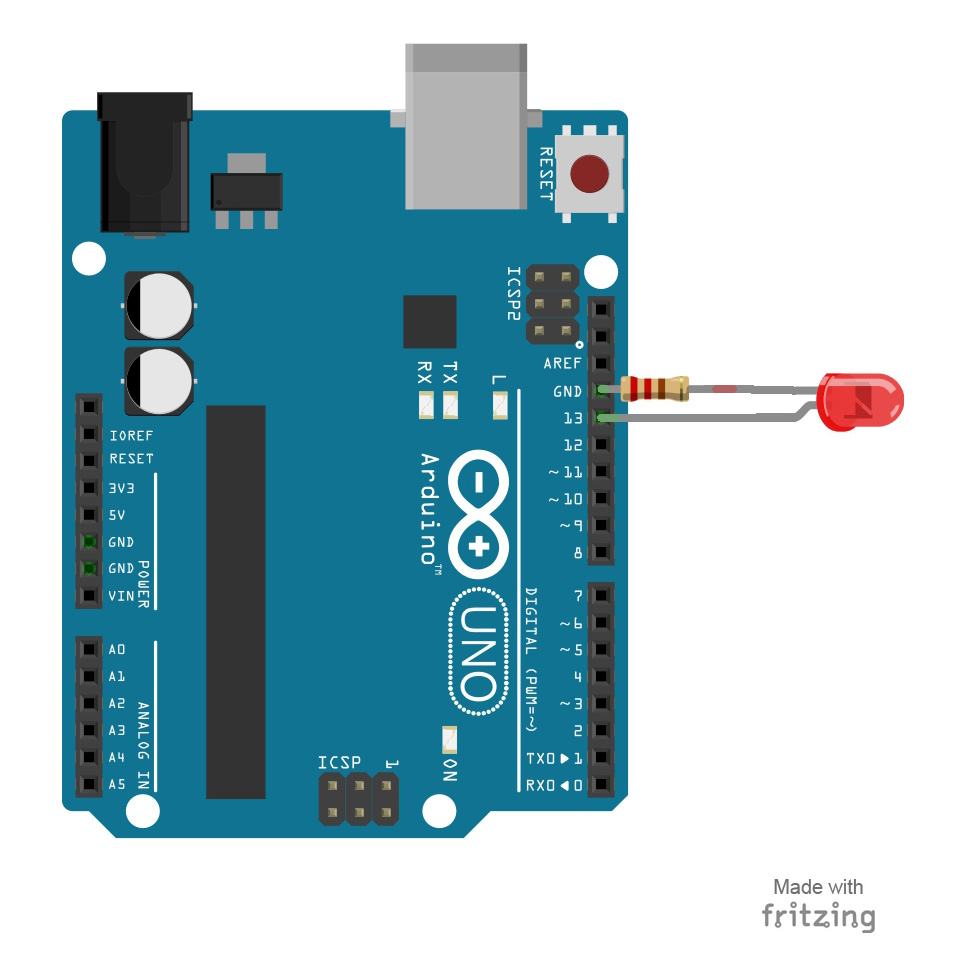 RESET
ICSP2
AREF
GND
RX
TX
L
13
12
~11
~10
~9
8
IOREF
RESET
3V3
5V
GND
GND
VIN
POWER
Arduino™
UNO
DIGITAL (PWM=~)
7
~6
~5
4
~3
2
TX0 ▶ 1
RX0 ◀ 0
A0
A1
A2
A3
A4
A5
ANALOG IN
ICSP
1
ON
Made with
fritzing